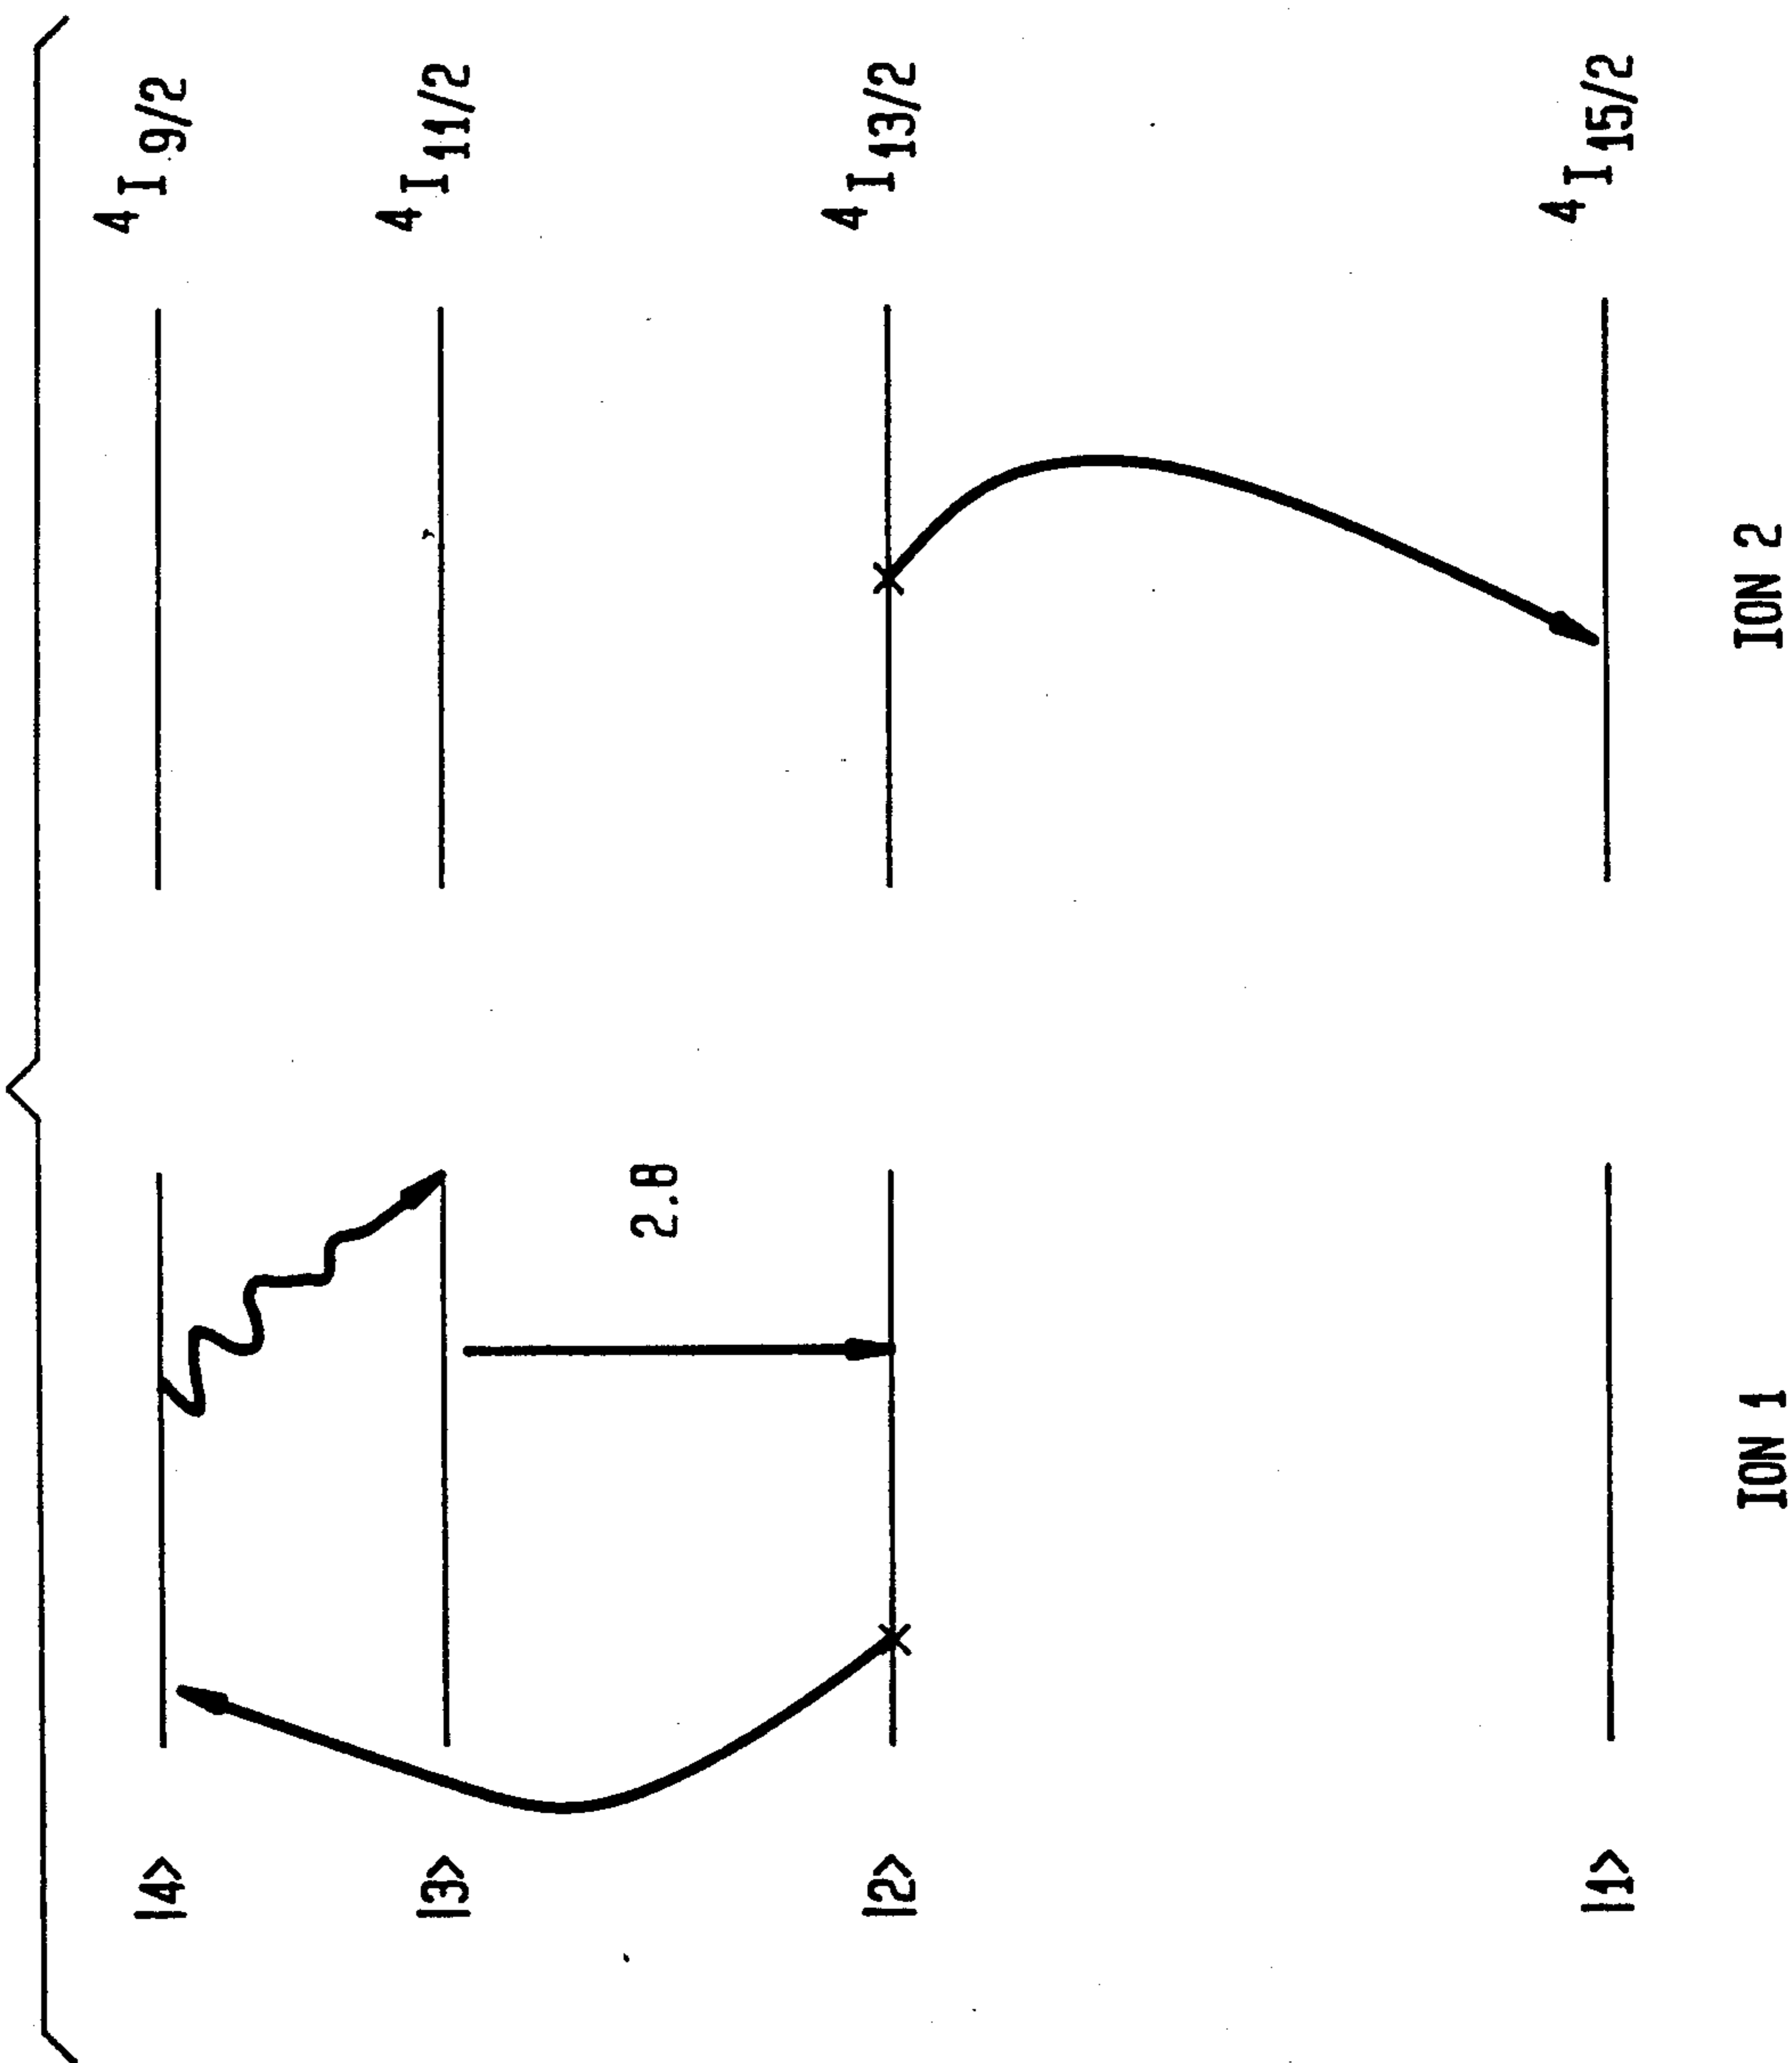 |4> ⁴I₉/₂
|3> ⁴I₁₁/₂
2.8
|2> ⁴I₁₃/₂
|1> ⁴I₁₅/₂
ION 1 ION 2